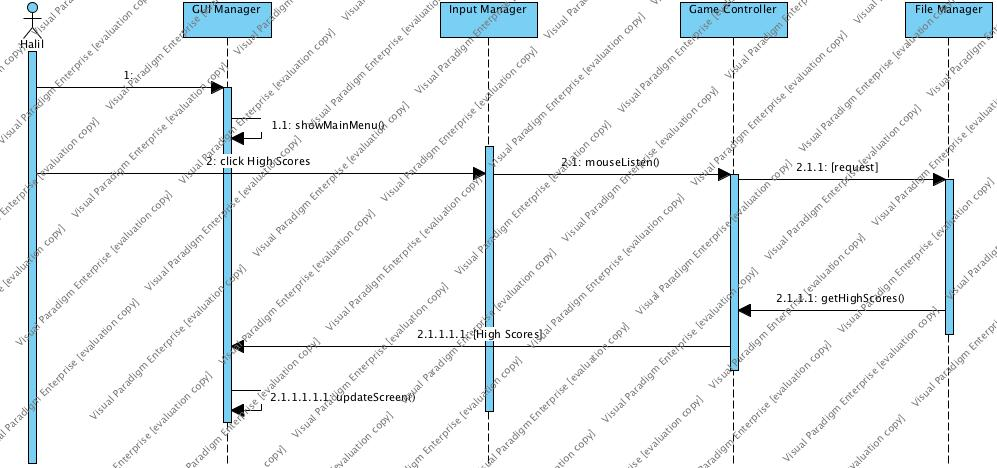 GUI Manager
Input Manager
Game Controller
File Manager
Halil
1:
1.1: showMainMenu()
2: click High Scores
2.1: mouseListen()
2.1.1: [request]
2.1.1.1: getHighScores()
2.1.1.1.1: [High Scores]
2.1.1.1.1.1: updateScreen()
Visual Paradigm Enterprise [evaluation copy]